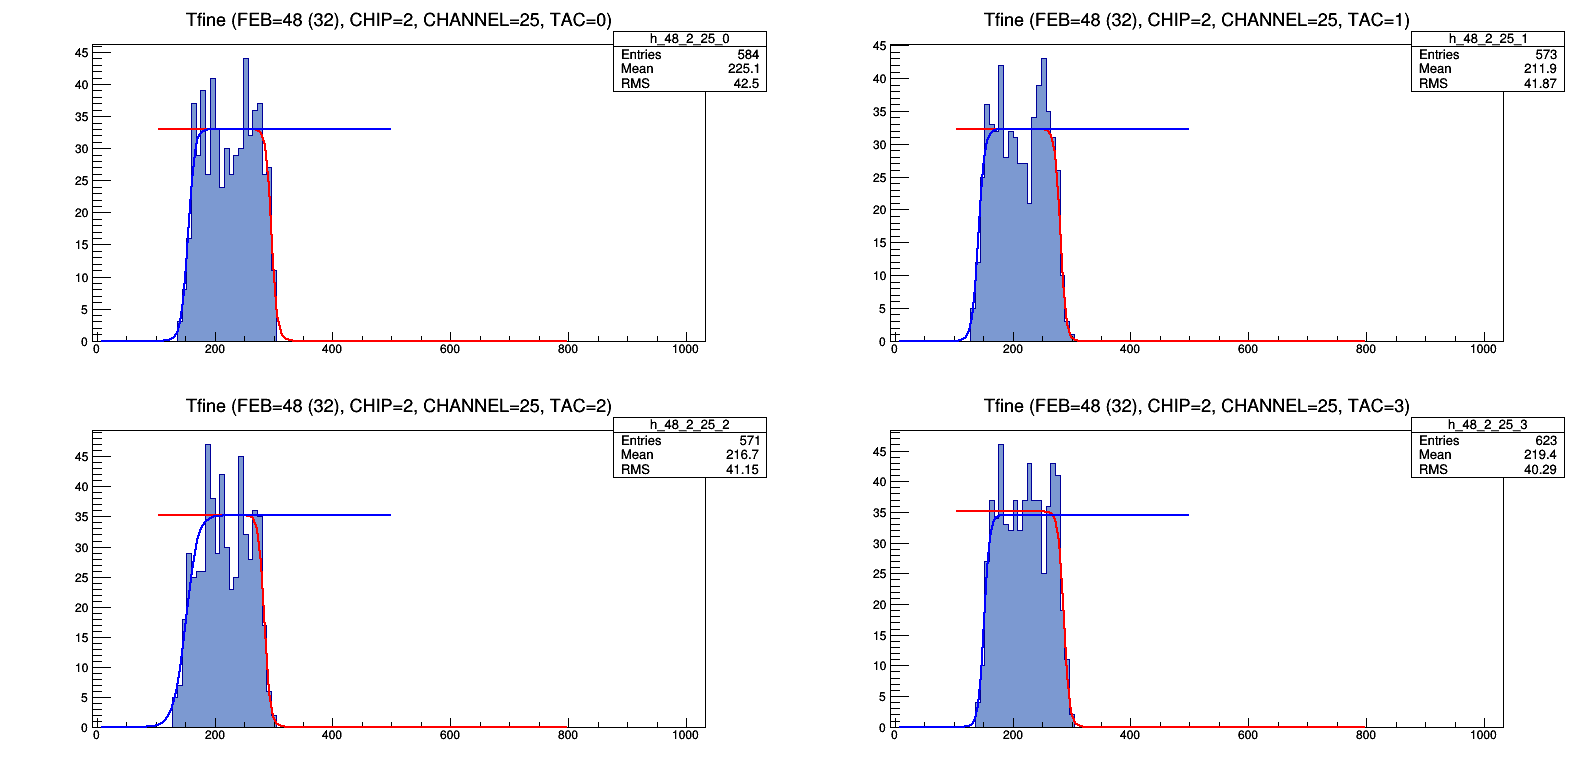 Tfine (FEB=48 (32), CHIP=2, CHANNEL=25, TAC=0)
h_48_2_25_0
Entries 584
Mean 225.1
RMS 42.5
45
40
35
30
25
20
15
10
5
0
0 200 400 600 800 1000
Tfine (FEB=48 (32), CHIP=2, CHANNEL=25, TAC=1)
h_48_2_25_1
Entries 573
Mean 211.9
RMS 41.87
45
40
35
30
25
20
15
10
5
0
0 200 400 600 800 1000
Tfine (FEB=48 (32), CHIP=2, CHANNEL=25, TAC=2)
h_48_2_25_2
Entries 571
Mean 216.7
RMS 41.15
45
40
35
30
25
20
15
10
5
0
0 200 400 600 800 1000
Tfine (FEB=48 (32), CHIP=2, CHANNEL=25, TAC=3)
h_48_2_25_3
Entries 623
Mean 219.4
RMS 40.29
45
40
35
30
25
20
15
10
5
0
0 200 400 600 800 1000